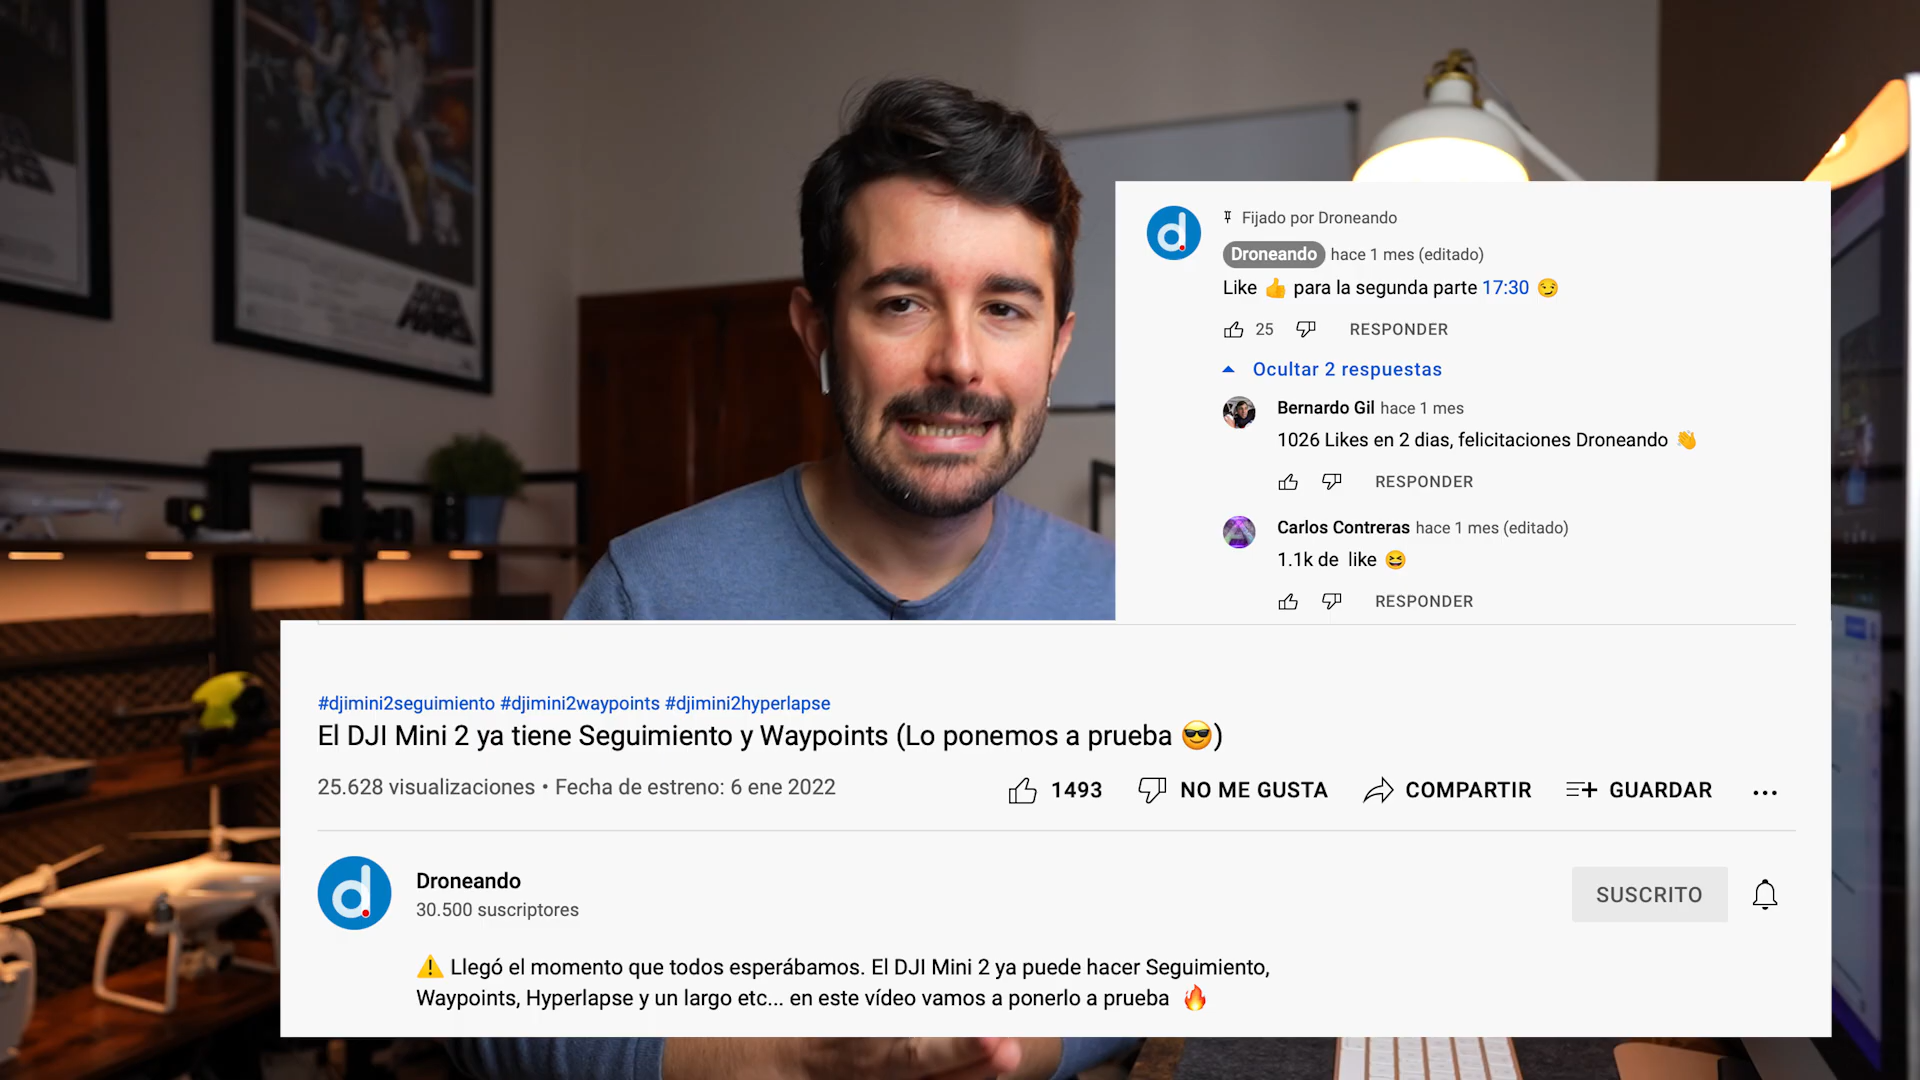 STAR
WARS
Fijado por Droneando
Droneando hace 1 mes (editado)
Like 👍 para la segunda parte 17:30 😏
25 RESPONDER
Ocultar 2 respuestas
Bernardo Gil hace 1 mes
1026 Likes en 2 dias, felicitaciones Droneando 👏
RESPONDER
Carlos Contreras hace 1 mes (editado)
1.1k de like 😆
RESPONDER
#djimini2seguimiento #djimini2waypoints #djimini2hyperlapse
El DJI Mini 2 ya tiene Seguimiento y Waypoints (Lo ponemos a prueba 😎)
25.628 visualizaciones • Fecha de estreno: 6 ene 2022
1493 NO ME GUSTA COMPARTIR GUARDAR ...
d
Droneando
30.500 suscriptores
SUSCRITO
⚠️ Llegó el momento que todos esperábamos. El DJI Mini 2 ya puede hacer Seguimiento,
Waypoints, Hyperlapse y un largo etc... en este vídeo vamos a ponerlo a prueba 🔥